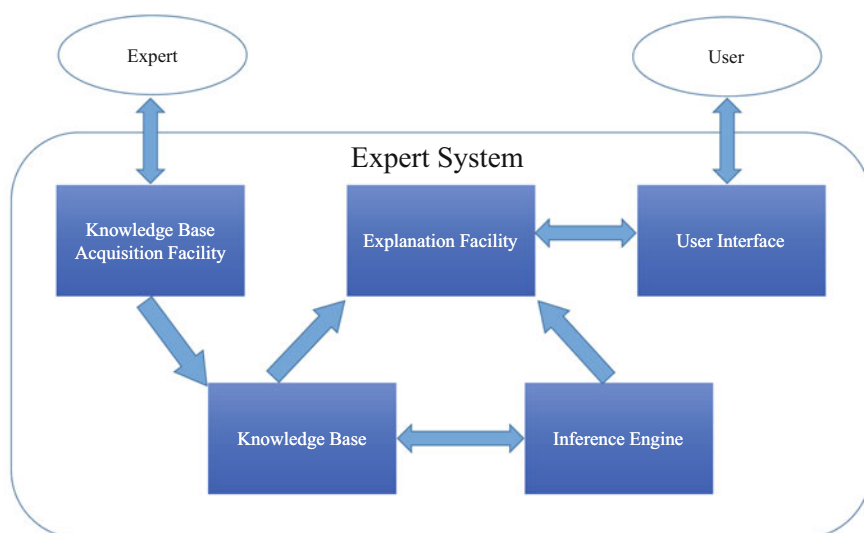 Expert
User
Expert System
Knowledge Base
Acquisition Facility
Explanation Facility
User Interface
Knowledge Base
Inference Engine